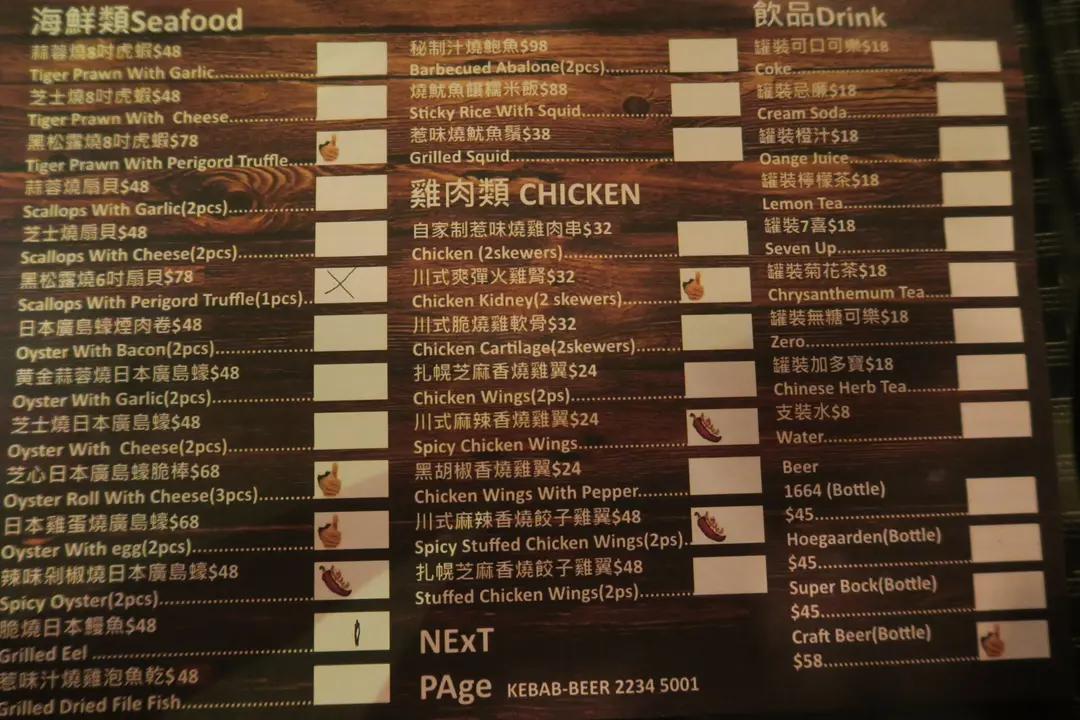 海鮮類Seafood
蒜蓉燒8吋虎蝦$48
Tiger Prawn With Garlic
芝士燒8吋虎蝦$48
Tiger Prawn With Cheese
黑松露燒8吋虎蝦$78
Tiger Prawn With Perigord Truffle
蒜蓉燒扇貝$48
Scallops With Garlic(2pcs)
芝士燒扇貝$48
Scallops With Cheese(2pcs)
黑松露燒6吋扇貝$78
Scallops With Perigord Truffle(1pcs)
日本廣島蠔煙肉卷$48
Oyster With Bacon(2pcs)
黃金蒜蓉燒日本廣島蠔$48
Oyster With Garlic(2pcs)
芝士燒日本廣島蠔$48
Oyster With Cheese(2pcs)
芝心日本廣島蠔脆棒$68
Oyster Roll With Cheese(3pcs)
日本雞蛋燒廣島蠔$68
Oyster With egg(2pcs)
辣味剁椒燒日本廣島蠔$48
Spicy Oyster(2pcs)
脆燒日本鰻魚$48
Grilled Eel
惹味汁燒雞泡魚乾$48
Grilled Dried File Fish
秘制汁燒鮑魚$98
Barbecued Abalone(2pcs)
燒魷魚釀糯米飯$88
Sticky Rice With Squid
惹味燒魷魚鬚$38
Grilled Squid
雞肉類 CHICKEN
自家制惹味燒雞肉串$32
Chicken (2skewers)
川式爽彈火雞腎$32
Chicken Kidney(2 skewers)
川式脆燒雞軟骨$32
Chicken Cartilage(2skewers)
扎幌芝麻香燒雞翼$24
Chicken Wings(2ps)
川式麻辣香燒雞翼$24
Spicy Chicken Wings
黑胡椒香燒雞翼$24
Chicken Wings With Pepper
川式麻辣香燒餃子雞翼$48
Spicy Stuffed Chicken Wings(2ps)
扎幌芝麻香燒餃子雞翼$48
Stuffed Chicken Wings(2ps)
NExT
PAge KEBAB-BEER 2234 5001
飲品Drink
罐裝可口可樂$18
Coke
罐裝忌廉$18
Cream Soda
罐裝橙汁$18
Oange Juice
罐裝檸檬茶$18
Lemon Tea
罐裝7喜$18
Seven Up
罐裝菊花茶$18
Chrysanthemum Tea
罐裝無糖可樂$18
Zero
罐裝加多寶$18
Chinese Herb Tea
支裝水$8
Water
Beer
1664 (Bottle)
$45
Hoegaarden(Bottle)
$45
Super Bock(Bottle)
$45
Craft Beer(Bottle)
$58